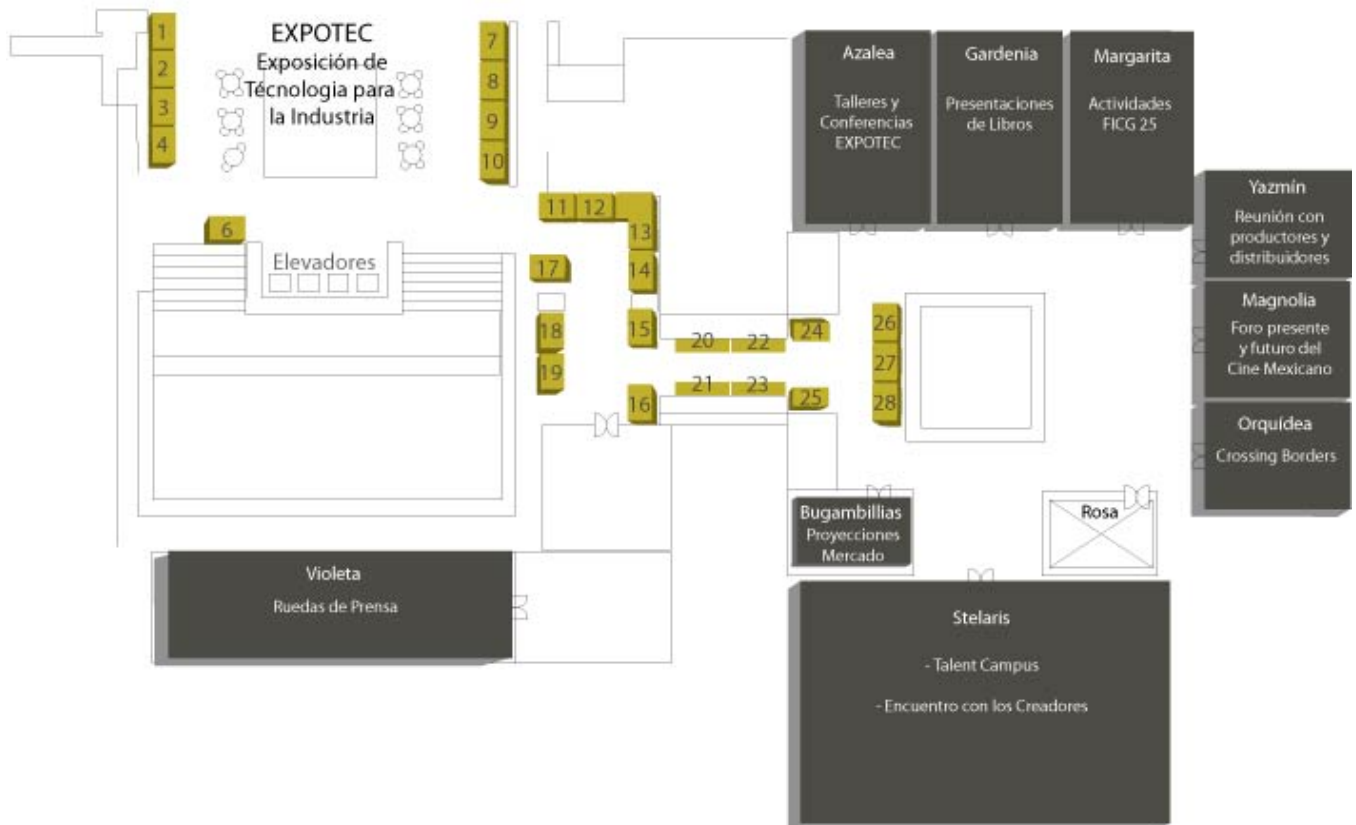 EXPOTEC
Exposición de
Técnologia para
la Industria
1
2
3
4
7
8
9
10
6
Elevadores
11
12
13
14
15
16
17
18
19
20
22
24
21
23
25
26
27
28
Azalea
Talleres y
Conferencias
EXPOTEC
Gardenia
Presentaciones
de Libros
Margarita
Actividades
FICG 25
Yazmín
Reunión con
productores y
distribuidores
Magnolia
Foro presente
y futuro del
Cine Mexicano
Orquídea
Crossing Borders
Bugambillias
Proyecciones
Mercado
Rosa
Violeta
Ruedas de Prensa
Stelaris
- Talent Campus
- Encuentro con los Creadores